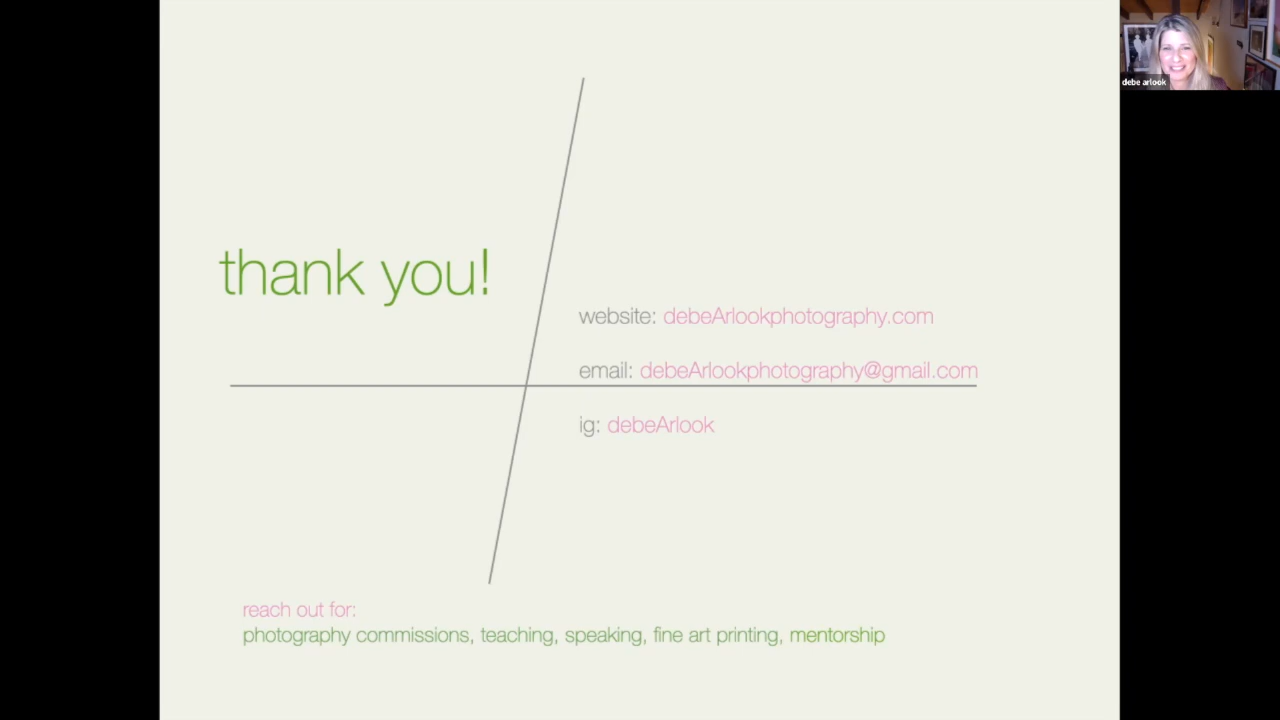 debe arlook
thank you!
website: debeArlookphotography.com
email: debeArlookphotography@gmail.com
ig: debeArlook
reach out for:
photography commissions, teaching, speaking, fine art printing, mentorship